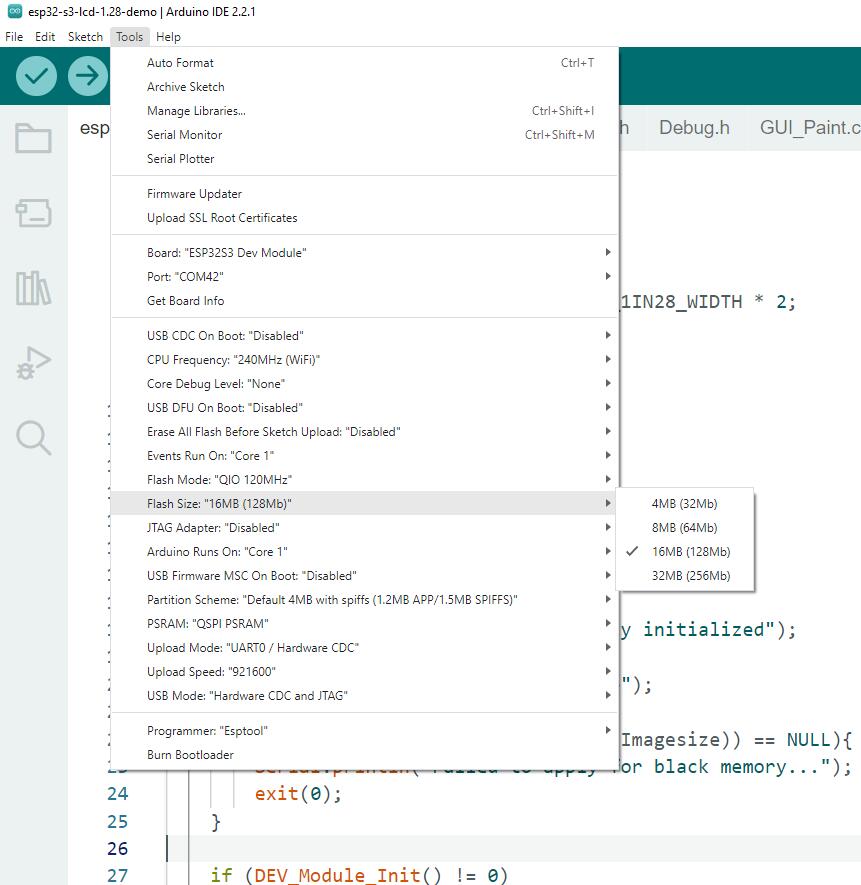 esp32-s3-lcd-1.28-demo | Arduino IDE 2.2.1
File Edit Sketch Tools Help
Auto Format Ctrl+T
Archive Sketch
Manage Libraries... Ctrl+Shift+I
Serial Monitor Ctrl+Shift+M
Serial Plotter
Firmware Updater
Upload SSL Root Certificates
Board: "ESP32S3 Dev Module"
Port: "COM42"
Get Board Info
USB CDC On Boot: "Disabled"
CPU Frequency: "240MHz (WiFi)"
Core Debug Level: "None"
USB DFU On Boot: "Disabled"
Erase All Flash Before Sketch Upload: "Disabled"
Events Run On: "Core 1"
Flash Mode: "QIO 120MHz"
Flash Size: "16MB (128Mb)"
JTAG Adapter: "Disabled"
Arduino Runs On: "Core 1"
USB Firmware MSC On Boot: "Disabled"
Partition Scheme: "Default 4MB with spiffs (1.2MB APP/1.5MB SPIFFS)"
PSRAM: "QSPI PSRAM"
Upload Mode: "UART0 / Hardware CDC"
Upload Speed: "921600"
USB Mode: "Hardware CDC and JTAG"
Programmer: "Esptool"
Burn Bootloader
4MB (32Mb)
8MB (64Mb)
16MB (128Mb)
32MB (256Mb)
esp h Debug.h GUI_Paint.c
1IN28_WIDTH * 2;
y initialized");
");
Imagesize)) == NULL){
for black memory...");
24 exit(0);
25 }
26
27 if (DEV_Module_Init() != 0)